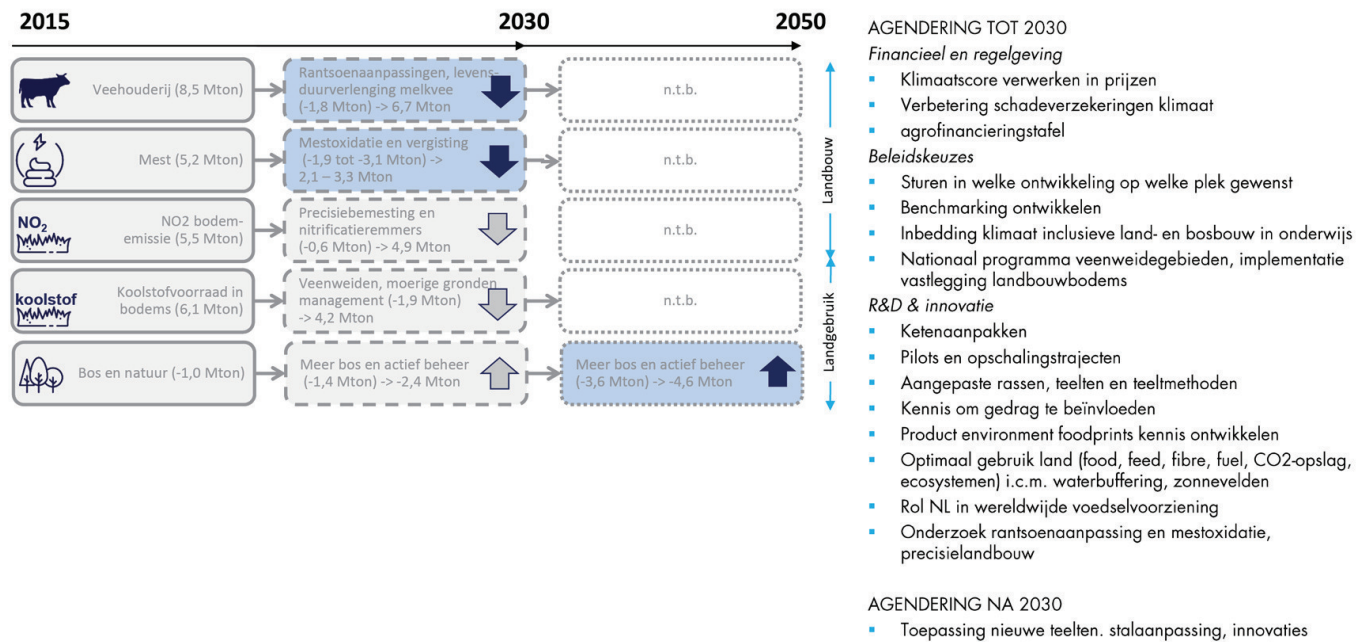 2015
2030
2050
Veehouderij (8,5 Mton)
Rantsoenaanpassingen, levens-
duurverlenging melkvee
(-1,8 Mton) -> 6,7 Mton
n.t.b.
Mest (5,2 Mton)
Mestoxidatie en vergisting
(-1,9 tot -3,1 Mton) ->
2,1 – 3,3 Mton
n.t.b.
NO2
NO2 bodem-
emissie (5,5 Mton)
Precisiebemesting en
nitrificatieremmers
(-0,6 Mton) -> 4,9 Mton
n.t.b.
koolstof
Koolstofvoorraad in
bodems (6,1 Mton)
Veenweiden, moerige gronden
management (-1,9 Mton)
-> 4,2 Mton
n.t.b.
Bos en natuur (-1,0 Mton)
Meer bos en actief beheer
(-1,4 Mton) -> -2,4 Mton
Meer bos en actief beheer
(-3,6 Mton) -> -4,6 Mton
Landbouw
Landgebruik
AGENDERING TOT 2030
Financieel en regelgeving
▪ Klimaatscore verwerken in prijzen
▪ Verbetering schadeverzekeringen klimaat
▪ agrofinancieringstafel
Beleidskeuzes
▪ Sturen in welke ontwikkeling op welke plek gewenst
▪ Benchmarking ontwikkelen
▪ Inbedding klimaat inclusieve land- en bosbouw in onderwijs
▪ Nationaal programma veenweidegebieden, implementatie
vastlegging landbouwbodems
R&D & innovatie
▪ Ketenaanpakken
▪ Pilots en opschalingstrajecten
▪ Aangepaste rassen, teelten en teeltmethoden
▪ Kennis om gedrag te beïnvloeden
▪ Product environment foodprints kennis ontwikkelen
▪ Optimaal gebruik land (food, feed, fibre, fuel, CO2-opslag,
ecosystemen) i.c.m. waterbuffering, zonnevelden
▪ Rol NL in wereldwijde voedselvoorziening
▪ Onderzoek rantsoenaanpassing en mestoxidatie,
precisielandbouw
AGENDERING NA 2030
▪ Toepassing nieuwe teelten. stalaanpassing, innovaties